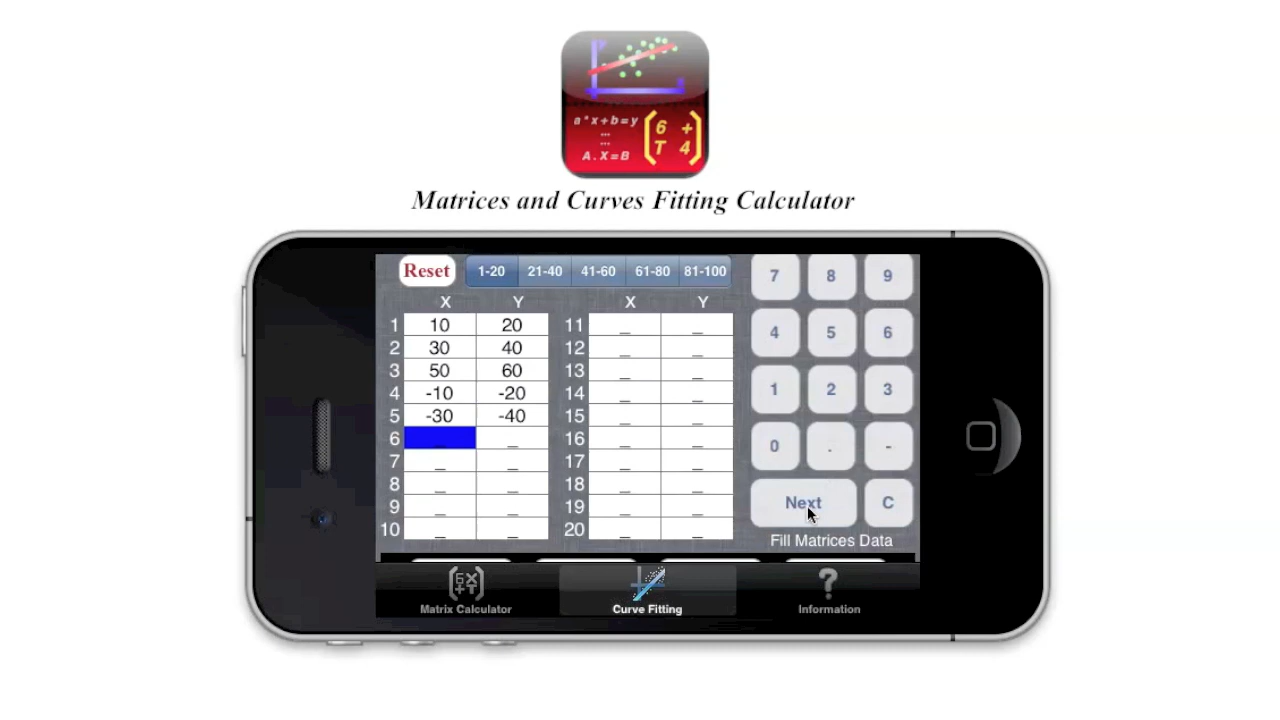 a*x+b=y
...
...
A.X=B
6 +
T 4
Matrices and Curves Fitting Calculator
Reset 1-20 21-40 41-60 61-80 81-100
X Y X Y
1 10 20 11 _ _
2 30 40 12 _ _
3 50 60 13 _ _
4 -10 -20 14 _ _
5 -30 -40 15 _ _
6 _ _ 16 _ _
7 _ _ 17 _ _
8 _ _ 18 _ _
9 _ _ 19 _ _
10 _ _ 20 _ _
7 8 9
4 5 6
1 2 3
0 . -
Next C
Fill Matrices Data
Matrix Calculator Curve Fitting Information